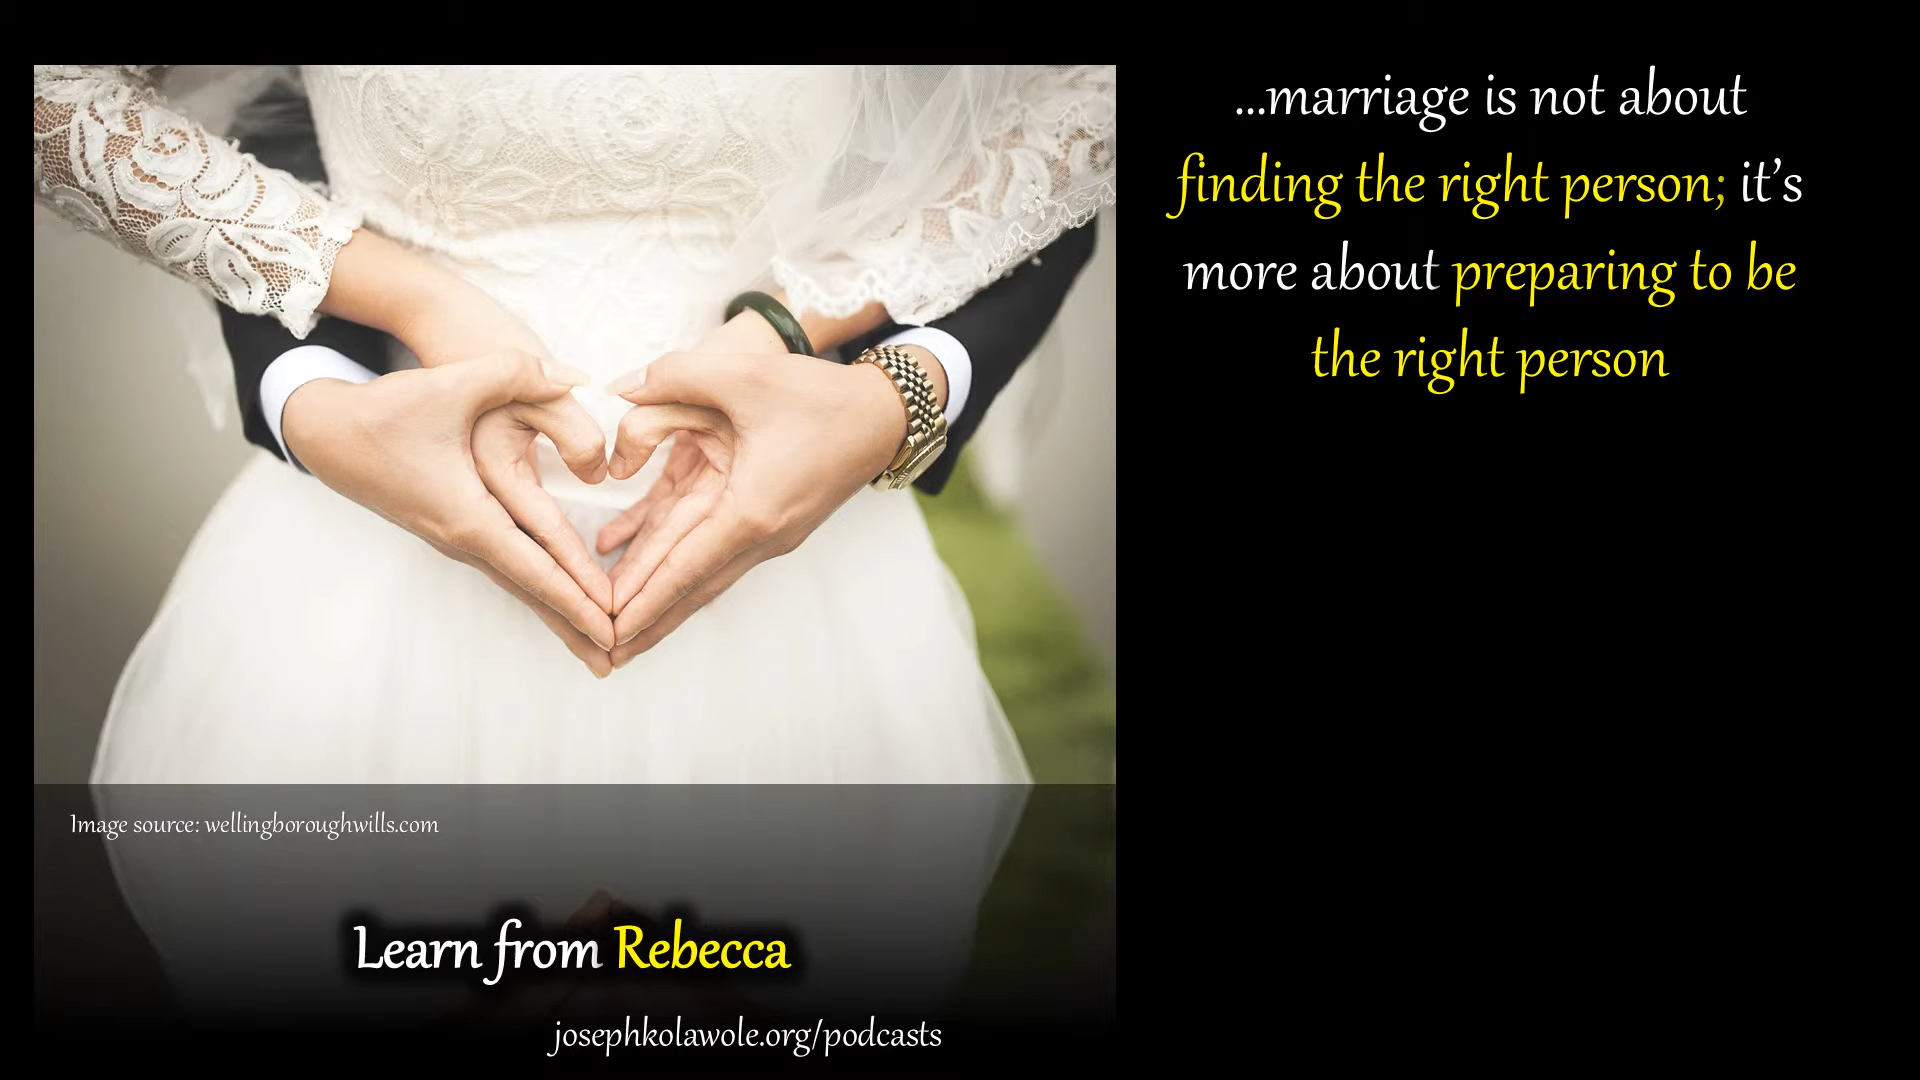 ...marriage is not about
finding the right person; it’s
more about preparing to be
the right person
Image source: wellingboroughwills.com
Learn from Rebecca
josephkolawole.org/podcasts